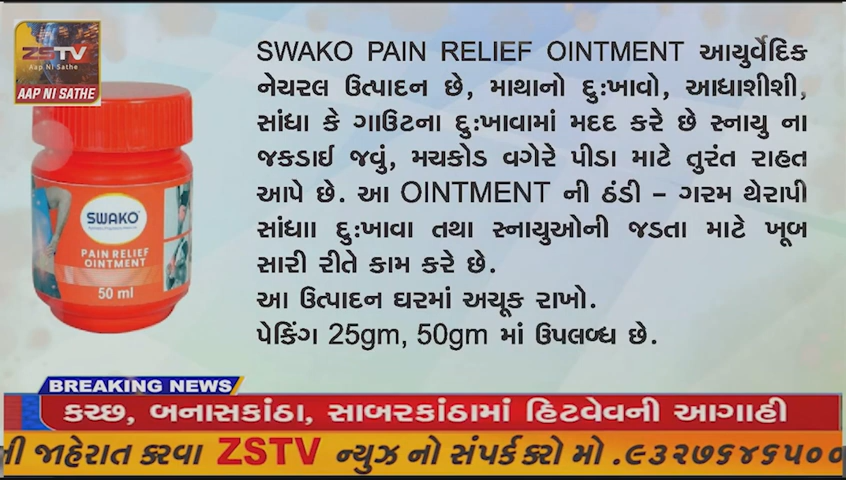 ZSTV
Aap Ni Sathe
AAP NI SATHE
SWAKO PAIN RELIEF OINTMENT આયુર્વેદિક
નેચરલ ઉત્પાદન છે, માથાનો દુઃખાવો, આધાશીશી,
સાંધા કે ગાઉટના દુઃખાવામાં મદદ કરે છે સ્નાયુ ના
જકડાઈ જવું, મચકોડ વગેરે પીડા માટે તુરંત રાહત
આપે છે. આ OINTMENT ની ઠંડી – ગરમ થેરાપી
સાંધાા દુઃખાવા તથા સ્નાયુઓની જડતા માટે ખૂબ
સારી રીતે કામ કરે છે.
આ ઉત્પાદન ઘરમાં અચૂક રાખો.
પેકિંગ 25gm, 50gm માં ઉપલબ્ધ છે.
SWAKO
PAIN RELIEF
OINTMENT
50 ml
BREAKING NEWS
કચ્છ, બનાસકાંઠા, સાબરકાંઠામાં હિટવેવની આગાહી
ની જાહેરાત કરવા ZSTV ન્યુઝ નો સંપર્ક કરો મો .૯૩૨૭૬૪૬૫૦૦